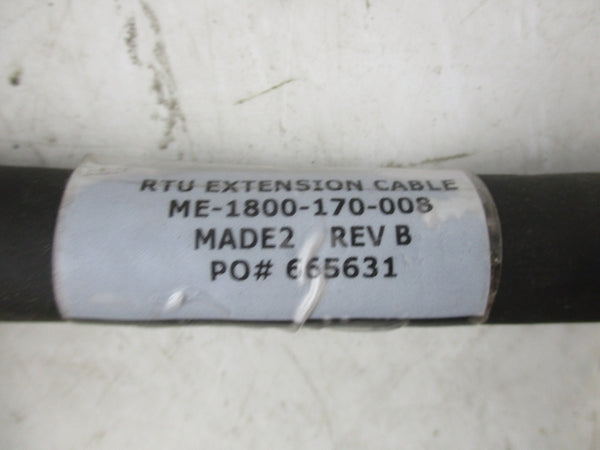 RTU EXTENSION CABLE
ME-1800-170-008
MADE2 REV B
PO# 665631